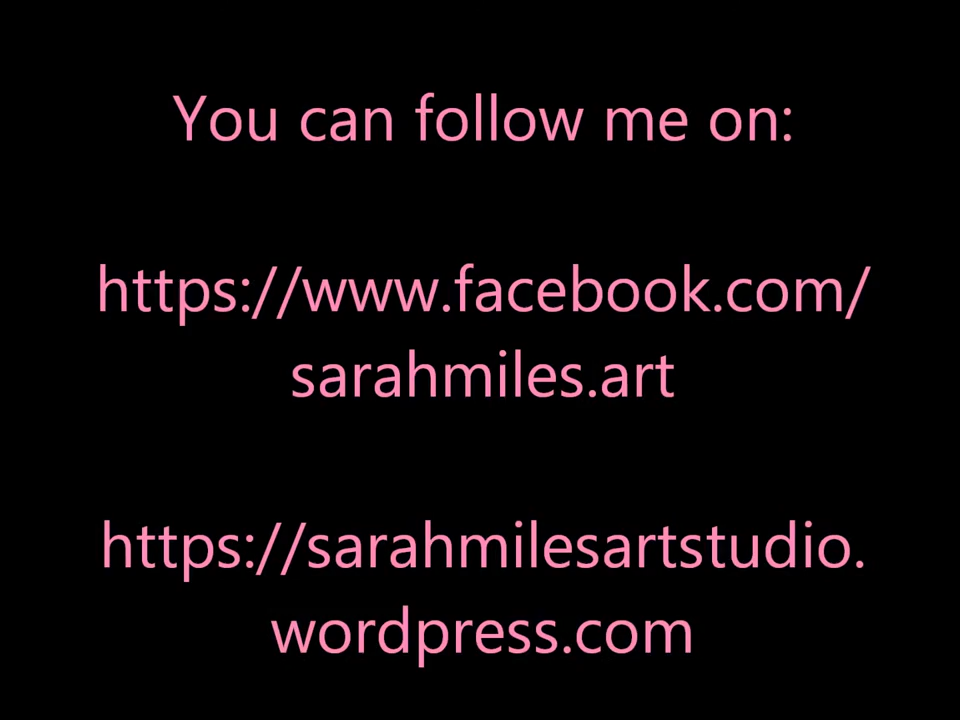 You can follow me on:
https://www.facebook.com/
sarahmiles.art
https://sarahmilesartstudio.
wordpress.com